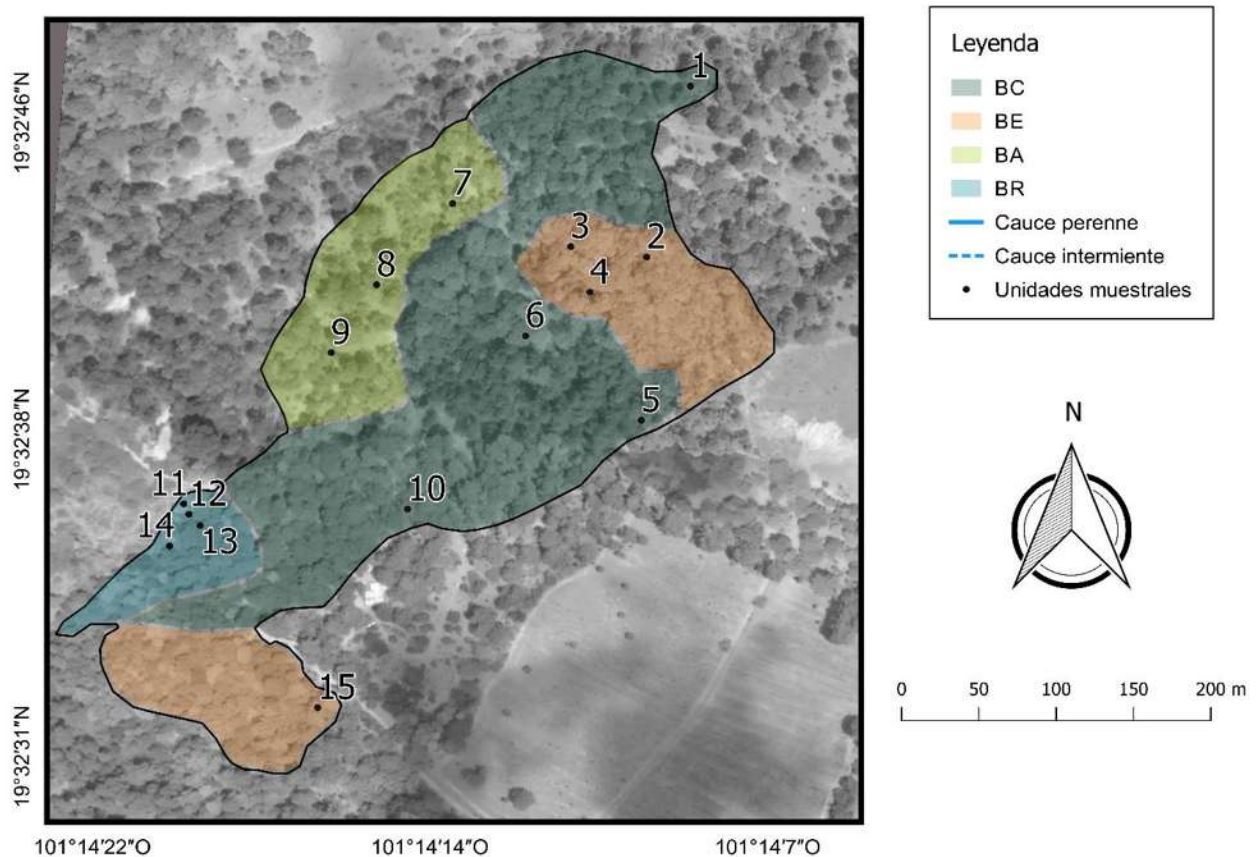 1
7
3
2
8
4
6
9
5
10
11
12
14
13
15
19°32'46"N
19°32'38"N
19°32'31"N
101°14'22"O
101°14'14"O
101°14'7"O
Leyenda
BC
BE
BA
BR
Cauce perenne
Cauce intermiente
Unidades muestrales
N
0 50 100 150 200 m